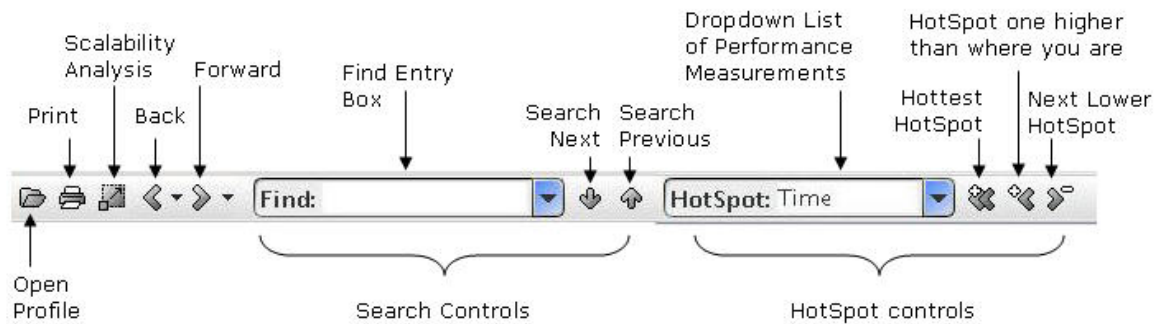 Scalability
Analysis
Print
Back
Forward
Find Entry
Box
Search
Next
Search
Previous
Dropdown List
of Performance
Measurements
HotSpot one higher
than where you are
Hottest
HotSpot
Next Lower
HotSpot
Find:
HotSpot: Time
Open
Profile
Search Controls
HotSpot controls